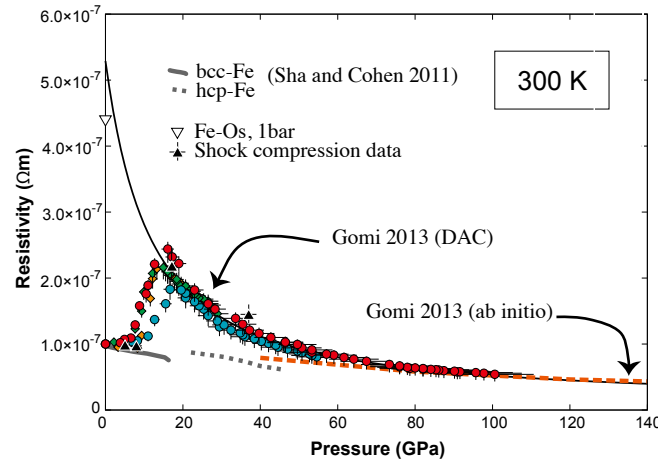 6.0×10⁻⁷
5.0×10⁻⁷
4.0×10⁻⁷
3.0×10⁻⁷
2.0×10⁻⁷
1.0×10⁻⁷
0
Resistivity (Ωm)
bcc-Fe (Sha and Cohen 2011)
hcp-Fe
300 K
Fe-Os, 1bar
Shock compression data
Gomi 2013 (DAC)
Gomi 2013 (ab initio)
0 20 40 60 80 100 120 140
Pressure (GPa)